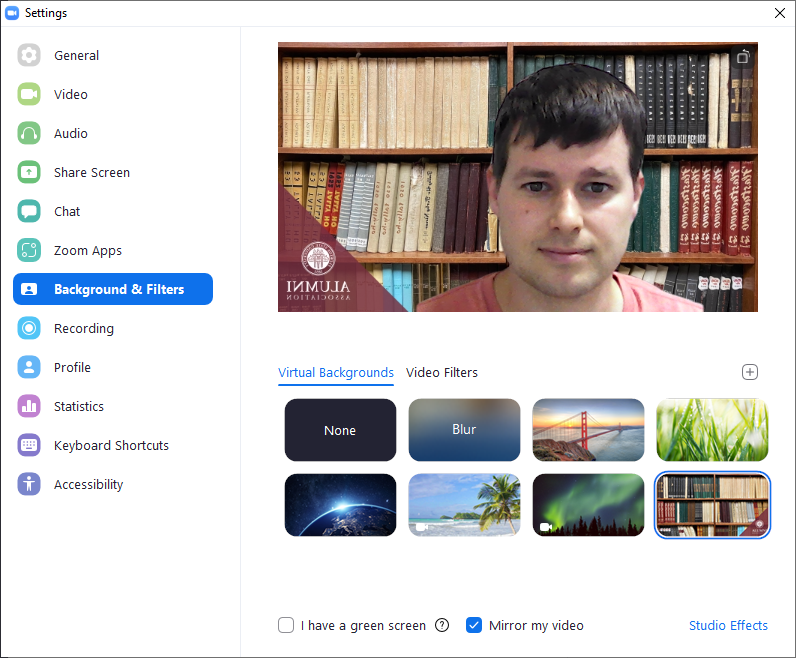 Settings
General
Video
Audio
Share Screen
Chat
Zoom Apps
Background & Filters
Recording
Profile
Statistics
Keyboard Shortcuts
Accessibility
ALUMNI
ASSOCIATION
Virtual Backgrounds
Video Filters
None
Blur
I have a green screen
Mirror my video
Studio Effects